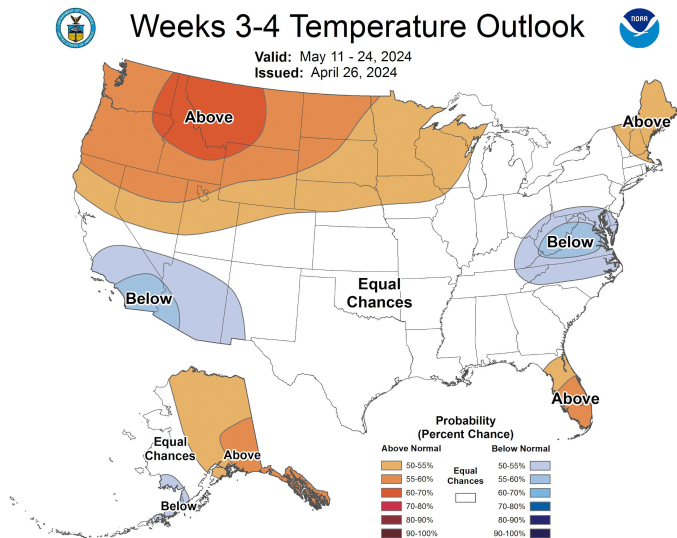 Weeks 3-4 Temperature Outlook
NOAA
Valid: May 11 - 24, 2024
Issued: April 26, 2024
Above
Above
Below
Below
Equal
Chances
Above
Equal
Chances
Above
Below
Probability
(Percent Chance)
Above Normal
Below Normal
50-55%
55-60%
60-70%
70-80%
80-90%
90-100%
Equal
Chances
50-55%
55-60%
60-70%
70-80%
80-90%
90-100%